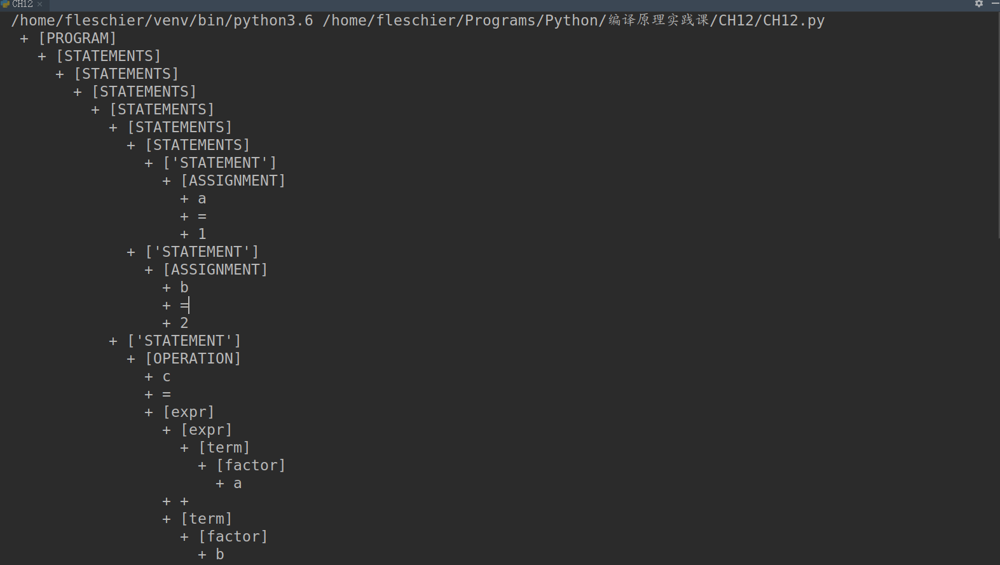 CH12
/home/fleschier/venv/bin/python3.6 /home/fleschier/Programs/Python/编译原理实践课/CH12/CH12.py
+ [PROGRAM]
+ [STATEMENTS]
+ [STATEMENTS]
+ [STATEMENTS]
+ [STATEMENTS]
+ [STATEMENTS]
+ [STATEMENTS]
+ ['STATEMENT']
+ [ASSIGNMENT]
+ a
+ =
+ 1
+ ['STATEMENT']
+ [ASSIGNMENT]
+ b
+ =
+ 2
+ ['STATEMENT']
+ [OPERATION]
+ c
+ =
+ [expr]
+ [expr]
+ [term]
+ [factor]
+ a
+ +
+ [term]
+ [factor]
+ b